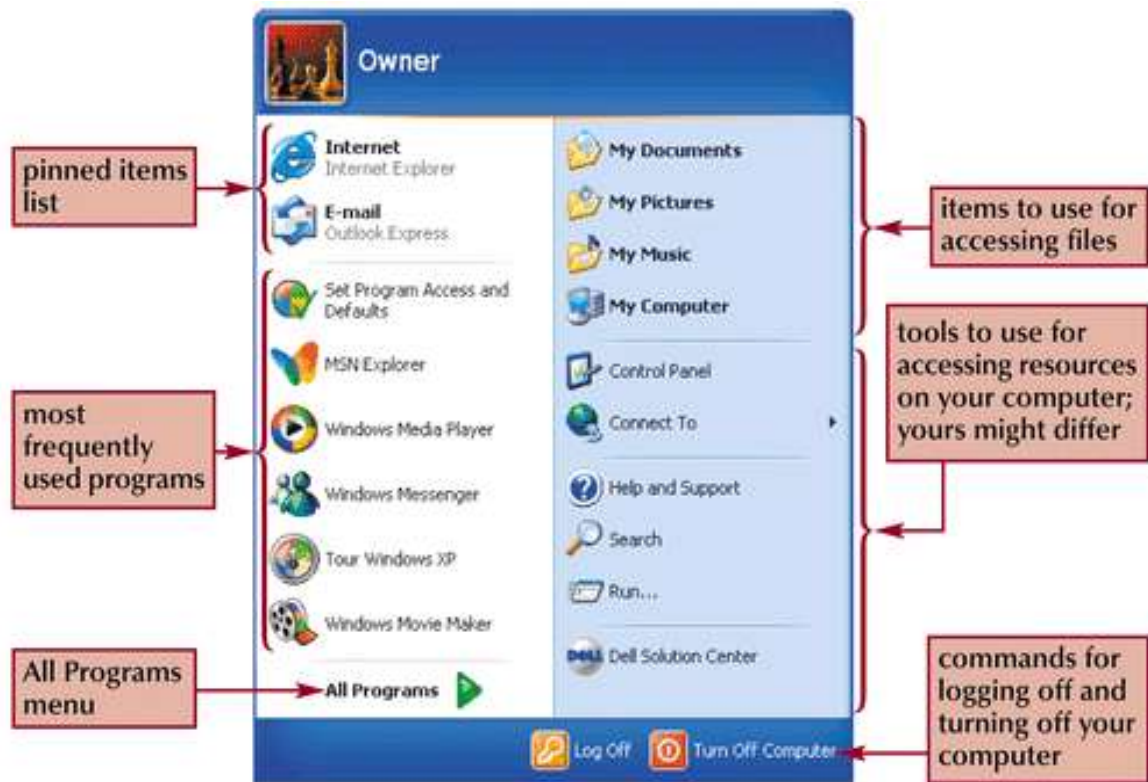 Owner
pinned items
list
Internet
Internet Explorer
E-mail
Outlook Express
most
frequently
used programs
Set Program Access and
Defaults
MSN Explorer
Windows Media Player
Windows Messenger
Tour Windows XP
Windows Movie Maker
All Programs
menu
All Programs
My Documents
My Pictures
My Music
My Computer
items to use for
accessing files
Control Panel
Connect To
Help and Support
Search
Run...
DELL Dell Solution Center
tools to use for
accessing resources
on your computer;
yours might differ
Log Off
Turn Off Computer
commands for
logging off and
turning off your
computer